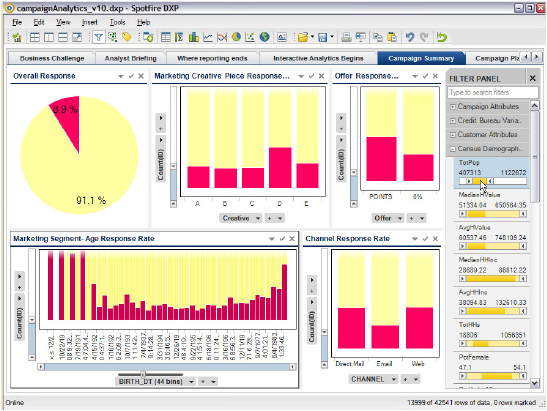 campaignAnalytics_v10.dxp - Spotfire DXP
File Edit View Insert Tools Help
Business Challenge Analyst Briefing Where reporting ends Interactive Analytics Begins Campaign Summary Campaign Pla
Overall Response
8.9 %
91.1 %
Marketing Creative Piece Response...
Count(ID)
A B C D E
Creative
Offer Response...
Count(ID)
POINTS 0%
Offer
FILTER PANEL
Type to search filters
Campaign Attributes
Credit Bureau Varia..
Customer Attributes
Census Demograph..
TotPop
407313 1122672
MedianHValue
51334.04 650584.35
AvgHValue
60537.46 748109.24
MedianHHInc
28669.22 88812.22
AvgHHInc
38094.83 132610.33
TotHHs
18806 1056351
PctFemale
47.1 54.1
Marketing Segment- Age Response Rate
Count(ID)
BIRTH_DT (44 bins)
Channel Response Rate
Count(ID)
Direct Mail Email Web
CHANNEL
Online
13999 of 42541 rows of data, 0 rows marked